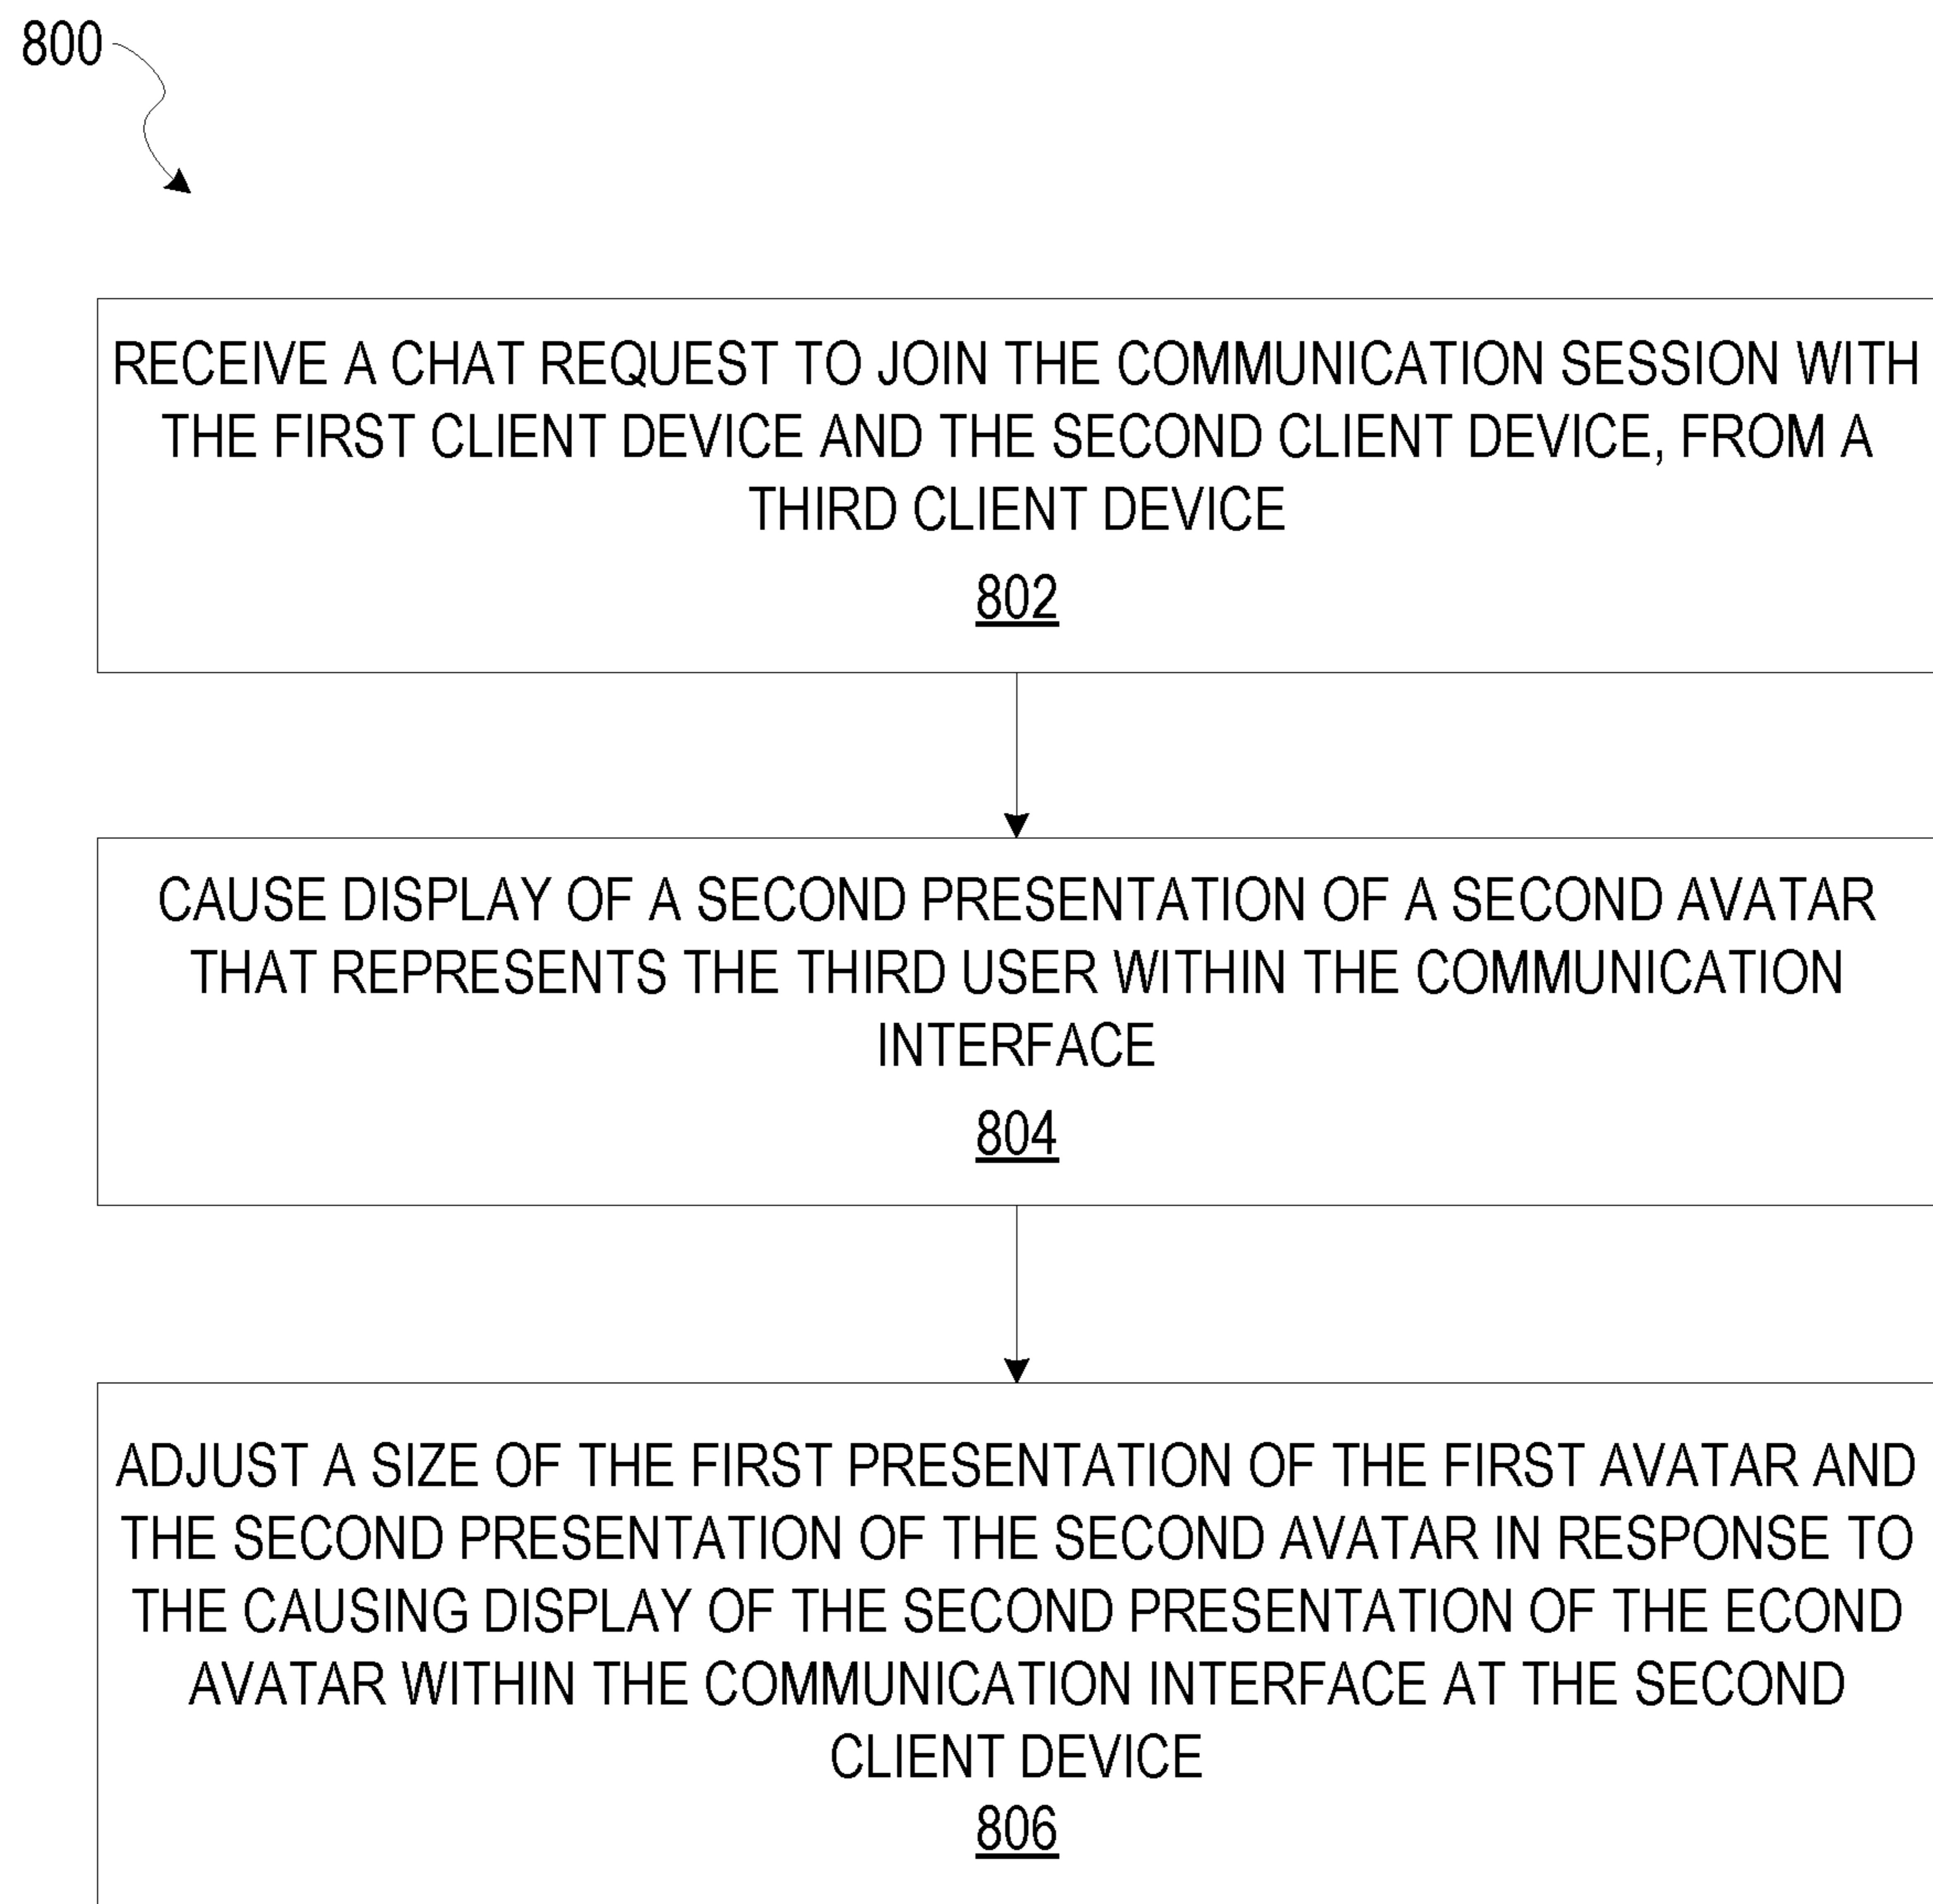 800
RECEIVE A CHAT REQUEST TO JOIN THE COMMUNICATION SESSION WITH
THE FIRST CLIENT DEVICE AND THE SECOND CLIENT DEVICE, FROM A
THIRD CLIENT DEVICE
802
CAUSE DISPLAY OF A SECOND PRESENTATION OF A SECOND AVATAR
THAT REPRESENTS THE THIRD USER WITHIN THE COMMUNICATION
INTERFACE
804
ADJUST A SIZE OF THE FIRST PRESENTATION OF THE FIRST AVATAR AND
THE SECOND PRESENTATION OF THE SECOND AVATAR IN RESPONSE TO
THE CAUSING DISPLAY OF THE SECOND PRESENTATION OF THE ECOND
AVATAR WITHIN THE COMMUNICATION INTERFACE AT THE SECOND
CLIENT DEVICE
806